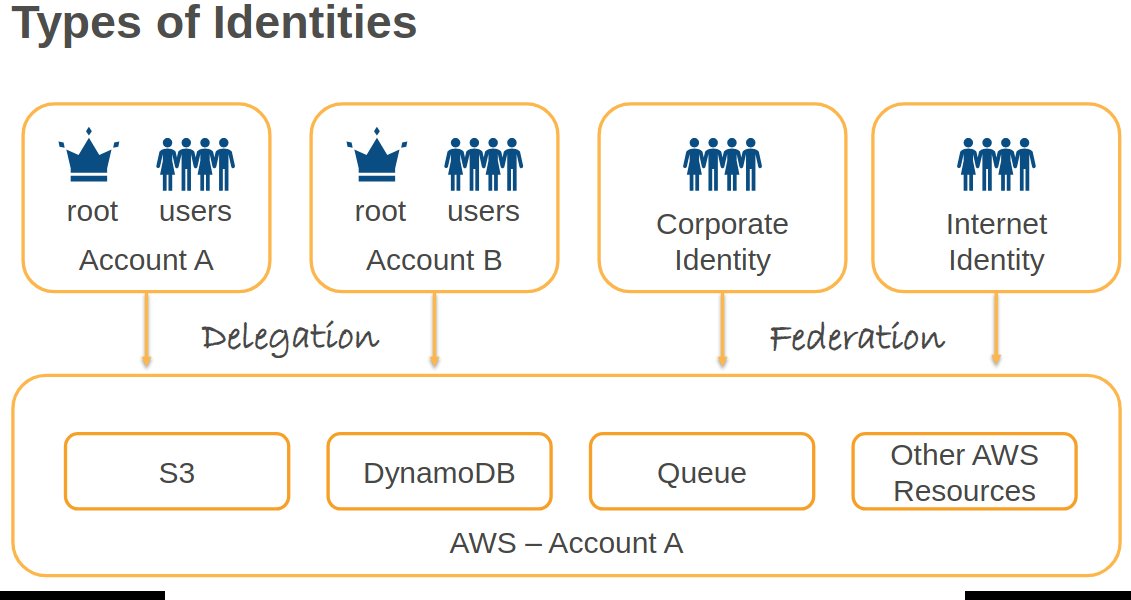 Types of Identities
root users
Account A
root users
Account B
Corporate
Identity
Internet
Identity
Delegation
Federation
S3
DynamoDB
Queue
Other AWS
Resources
AWS – Account A